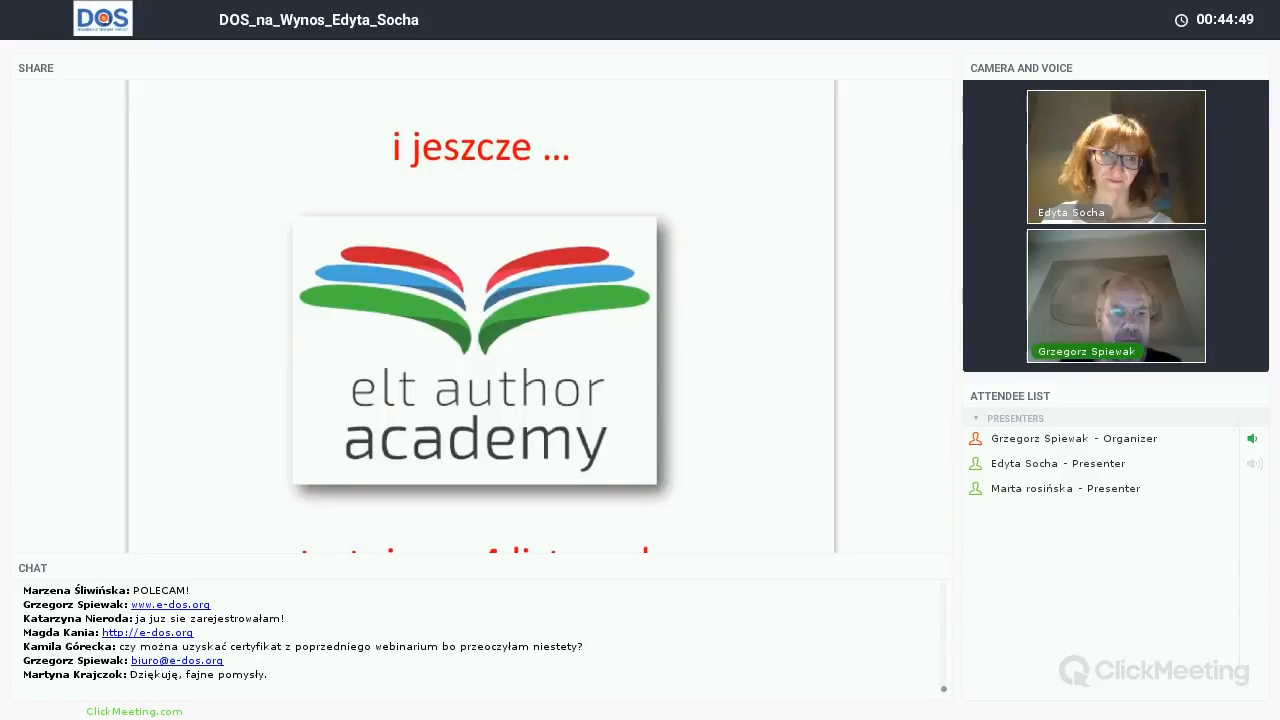 DOS
DOS_na_Wynos_Edyta_Socha
00:44:49
SHARE
i jeszcze ...
elt author
academy
CAMERA AND VOICE
Edyta Socha
Grzegorz Spiewak
ATTENDEE LIST
PRESENTERS
Grzegorz Spiewak - Organizer
Edyta Socha - Presenter
Marta rosińska - Presenter
CHAT
Marzena Śliwińska: POLECAM!
Grzegorz Spiewak: www.e-dos.org
Katarzyna Nieroda: ja juz sie zarejestrowałam!
Magda Kania: http://e-dos.org
Kamila Górecka: czy można uzyskać certyfikat z poprzedniego webinarium bo przeoczyłam niestety?
Grzegorz Spiewak: biuro@e-dos.org
Martyna Krajczok: Dziękuję, fajne pomysły.
ClickMeeting
ClickMeeting.com